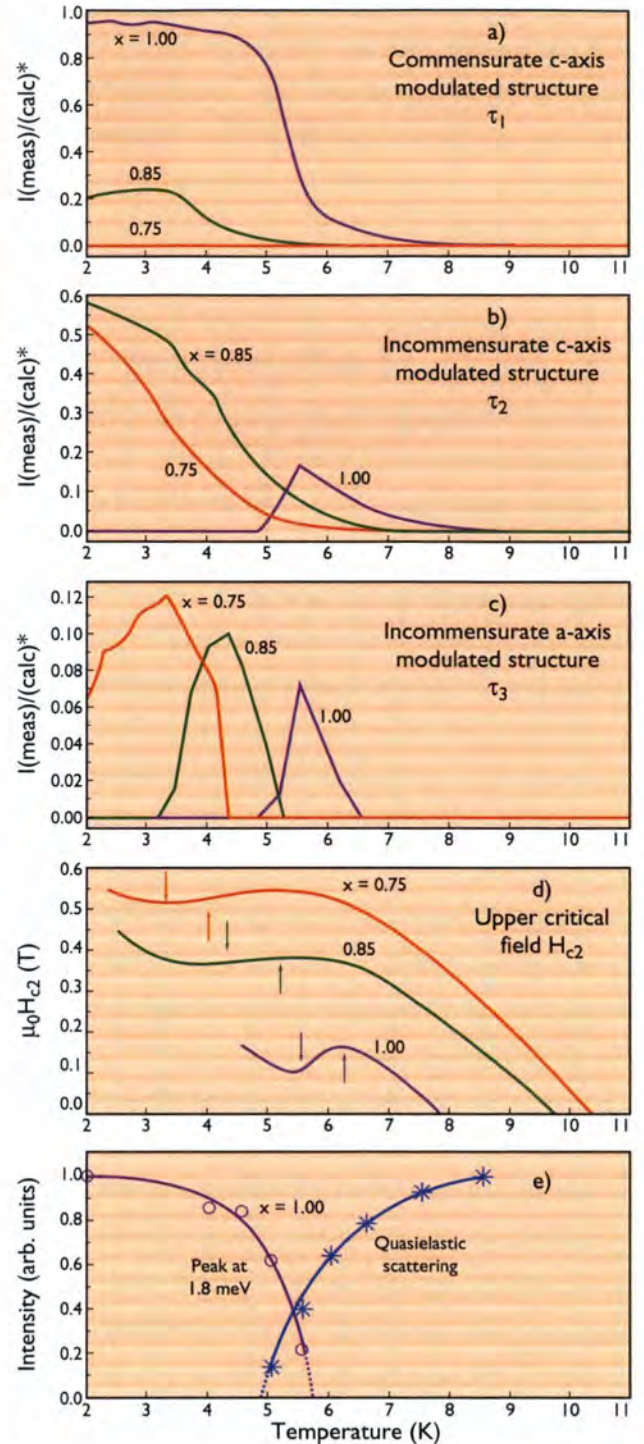 1.0
0.8
0.6
0.4
0.2
0.0
I(meas)/(calc)*
x = 1.00
0.85
0.75
a)
Commensurate c-axis
modulated structure
τ1
2 3 4 5 6 7 8 9 10 11
0.6
0.5
0.4
0.3
0.2
0.1
0.0
I(meas)/(calc)*
x = 0.85
0.75
1.00
b)
Incommensurate c-axis
modulated structure
τ2
2 3 4 5 6 7 8 9 10 11
0.12
0.10
0.08
0.06
0.04
0.02
0.00
I(meas)/(calc)*
x = 0.75
0.85
1.00
c)
Incommensurate a-axis
modulated structure
τ3
2 3 4 5 6 7 8 9 10 11
0.6
0.5
0.4
0.3
0.2
0.1
0.0
μ0Hc2 (T)
x = 0.75
0.85
1.00
d)
Upper critical
field Hc2
2 3 4 5 6 7 8 9 10 11
1.0
0.8
0.6
0.4
0.2
0.0
Intensity (arb. units)
x = 1.00
e)
Peak at
1.8 meV
Quasielastic
scattering
2 3 4 5 6 7 8 9 10 11
Temperature (K)